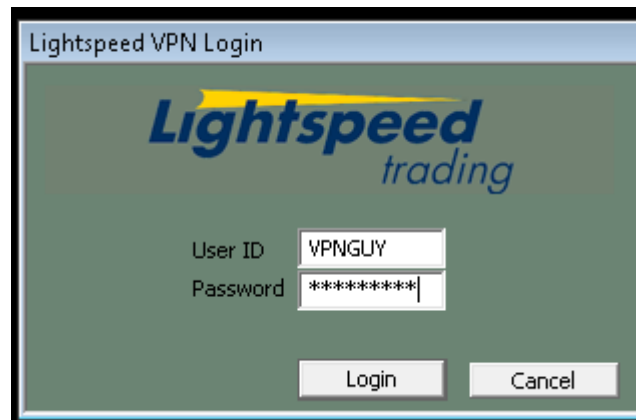 Lightspeed VPN Login
Lightspeed
trading
User ID VPNGUY
Password *********
Login Cancel